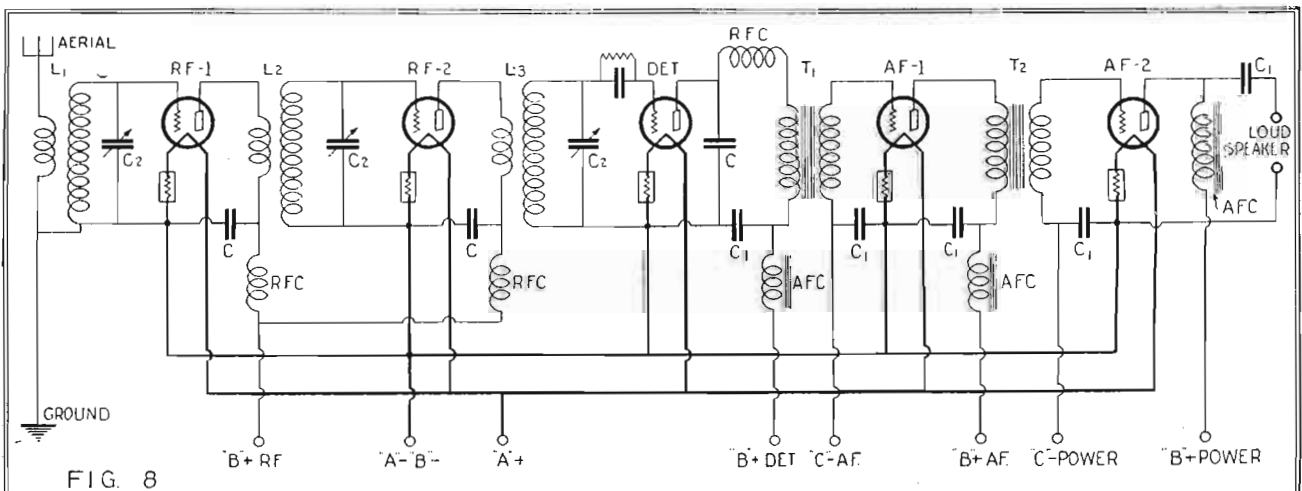 AERIAL
L1
RF-1
L2
RF-2
L3
DET
RFC
T1
AF-1
T2
AF-2
C1
C2
C2
C2
C
LOUD
SPEAKER
AFC
C
C
C1
C1
C1
C1
RFC
RFC
AFC
AFC
GROUND
"B"+ RF
"A"-"B"-
"A"+
"B"+ DET
"C"-AF.
"B"+ AF.
"C"-POWER
"B"+POWER
FIG. 8